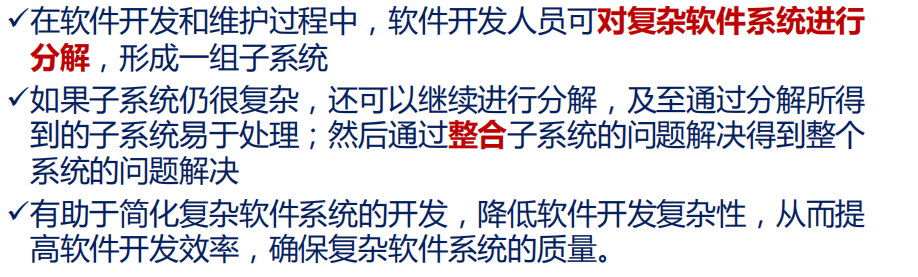 ✓在软件开发和维护过程中，软件开发人员可对复杂软件系统进行
分解，形成一组子系统
✓如果子系统仍很复杂，还可以继续进行分解，及至通过分解所得
到的子系统易于处理；然后通过整合子系统的问题解决得到整个
系统的问题解决
✓有助于简化复杂软件系统的开发，降低软件开发复杂性，从而提
高软件开发效率，确保复杂软件系统的质量。